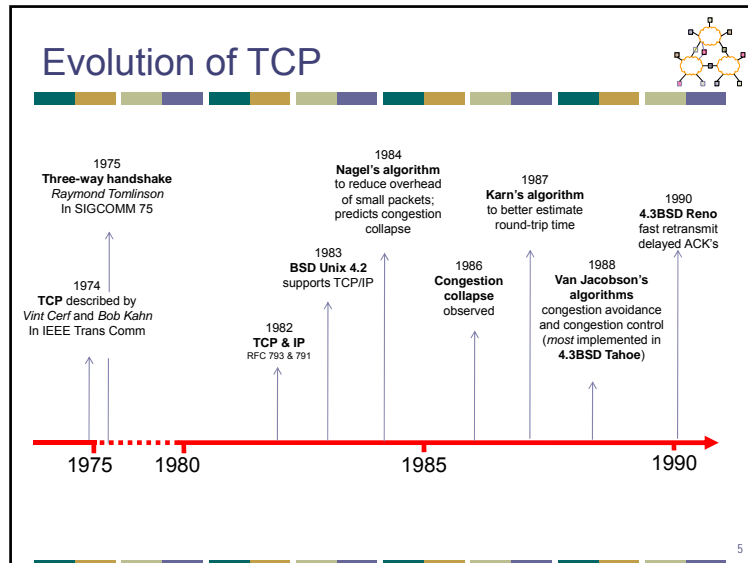 Evolution of TCP
1975
Three-way handshake
Raymond Tomlinson
In SIGCOMM 75
1974
TCP described by
Vint Cerf and Bob Kahn
In IEEE Trans Comm
1982
TCP & IP
RFC 793 & 791
1983
BSD Unix 4.2
supports TCP/IP
1984
Nagel's algorithm
to reduce overhead
of small packets;
predicts congestion
collapse
1986
Congestion
collapse
observed
1987
Karn's algorithm
to better estimate
round-trip time
1988
Van Jacobson's
algorithms
congestion avoidance
and congestion control
(most implemented in
4.3BSD Tahoe)
1990
4.3BSD Reno
fast retransmit
delayed ACK's
1975
1980
1985
1990
5